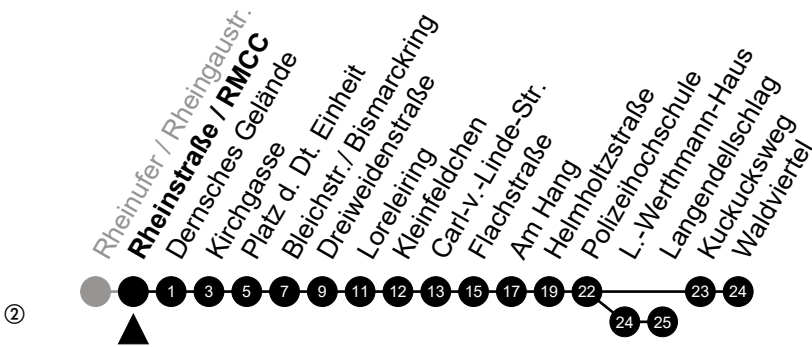 Rheinufer / Rheingaustr.
Rheinstraße / RMCC
Dernsches Gelände
Kirchgasse
Platz d. Dt. Einheit
Bleichstr./ Bismarckring
Dreiweidenstraße
Loreleiring
Kleinfeldchen
Carl-v.-Linde-Str.
Flachstraße
Am Hang
Helmholtzstraße
Polizeihochschule
L.-Werthmann-Haus
Langendellschlag
Kuckucksweg
Waldviertel
1 3 5 7 9 11 12 13 15 17 19 22 23 24
② 24 25